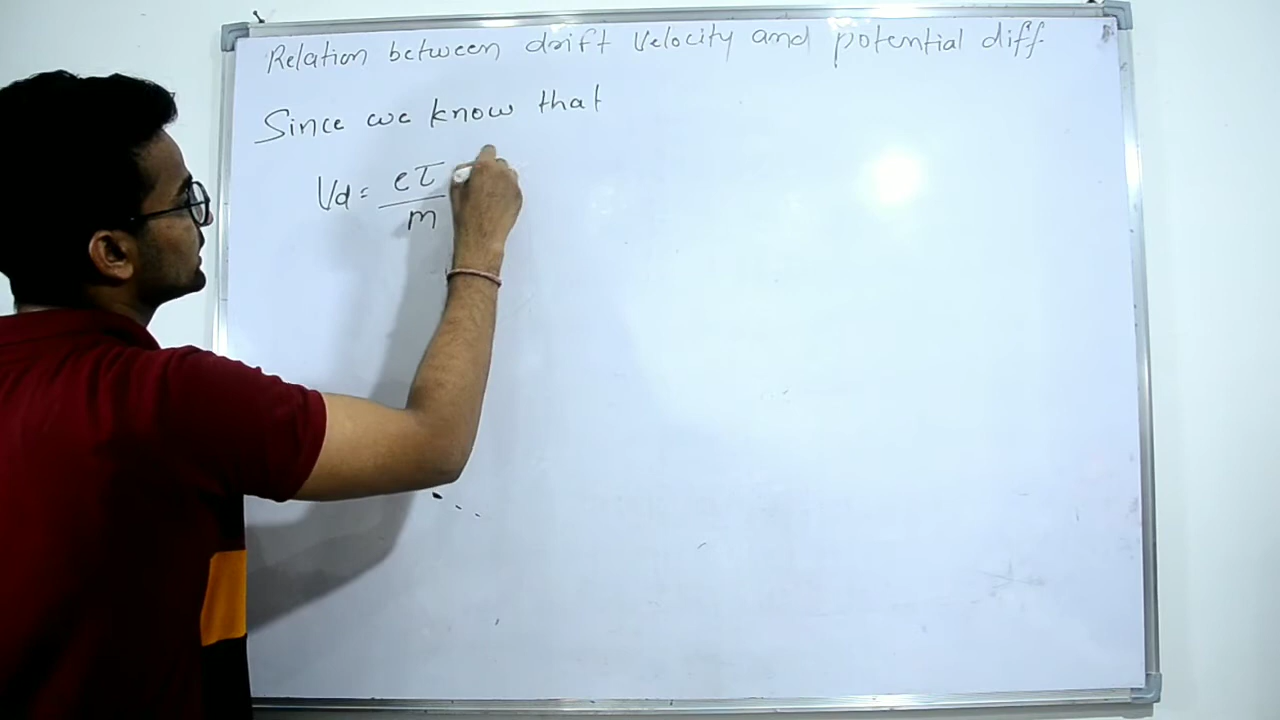 Relation between drift Velocity and potential diff.
Since we know that
Vd = eτ/m